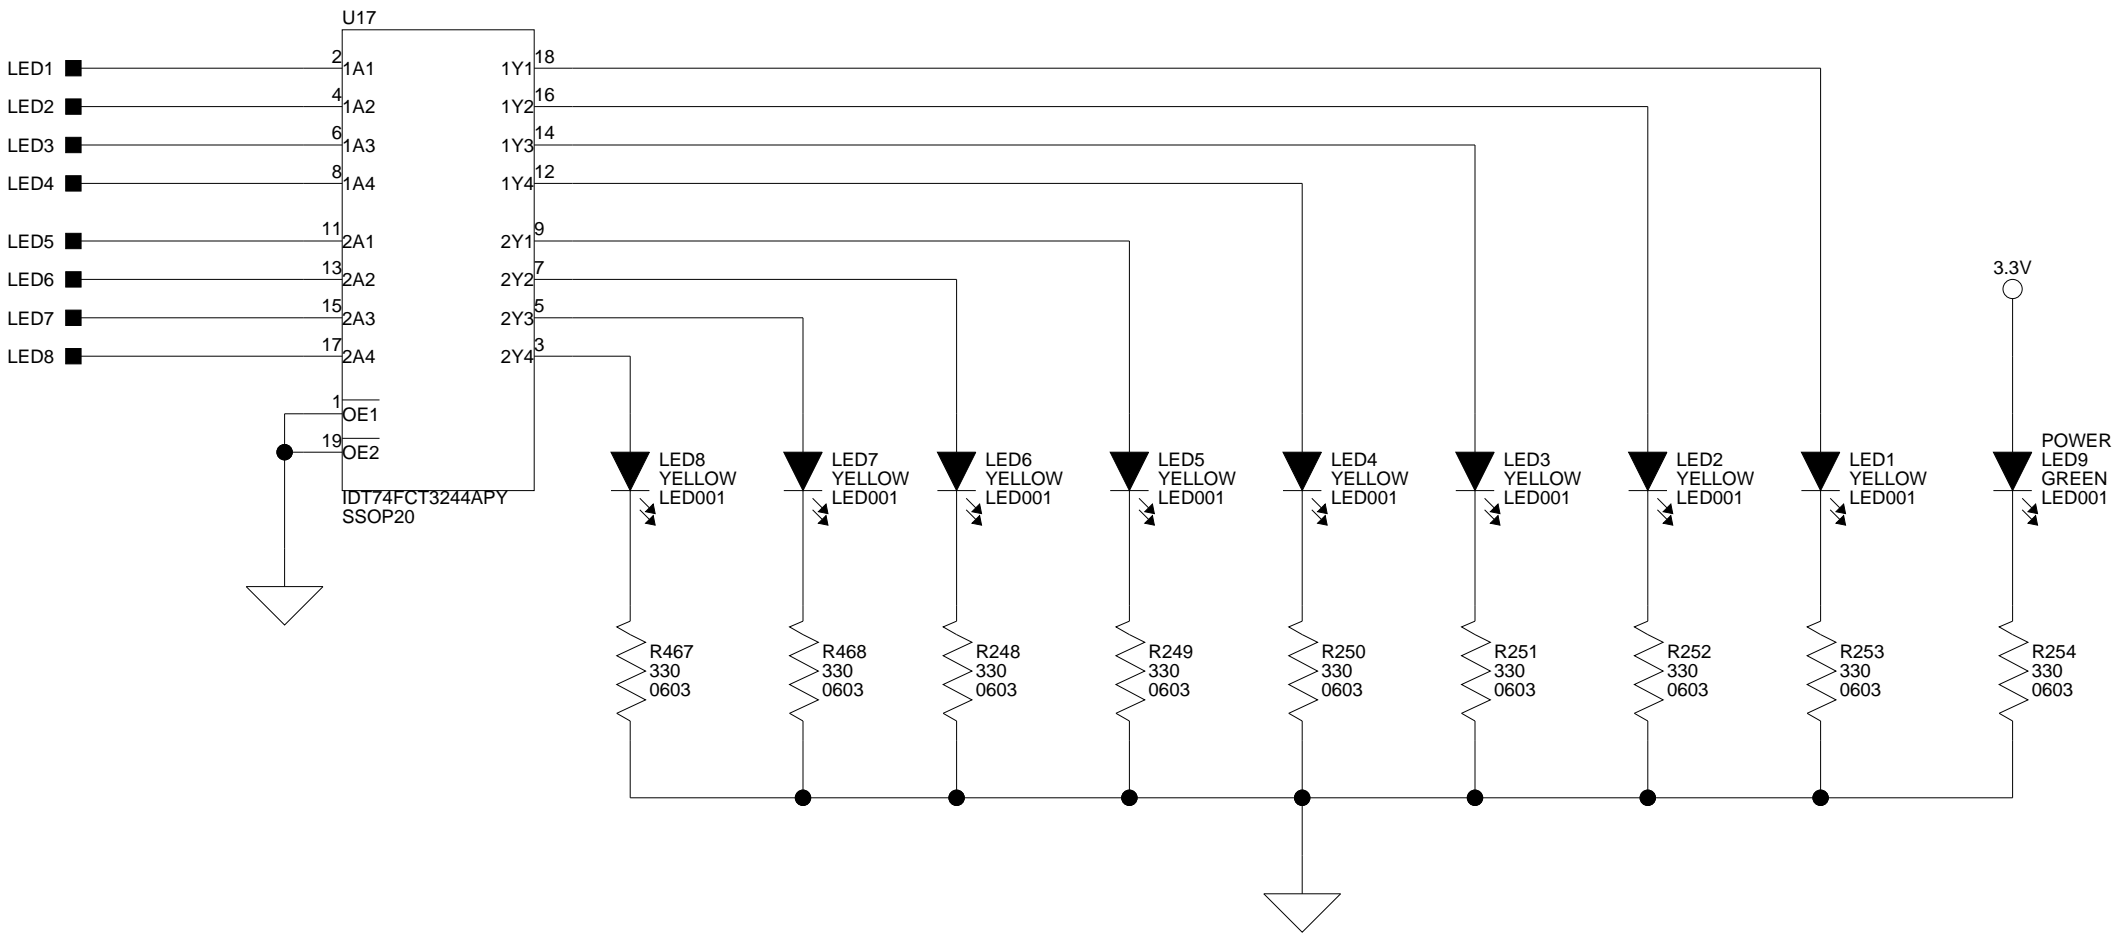 U17
LED1
2
1A1
1Y1
18
LED2
4
1A2
1Y2
16
LED3
6
1A3
1Y3
14
LED4
8
1A4
1Y4
12
LED5
11
2A1
2Y1
9
LED6
13
2A2
2Y2
7
LED7
15
2A3
2Y3
5
LED8
17
2A4
2Y4
3
1
OE1
19
OE2
IDT74FCT3244APY
SSOP20
3.3V
LED8
YELLOW
LED001
LED7
YELLOW
LED001
LED6
YELLOW
LED001
LED5
YELLOW
LED001
LED4
YELLOW
LED001
LED3
YELLOW
LED001
LED2
YELLOW
LED001
LED1
YELLOW
LED001
POWER
LED9
GREEN
LED001
R467
330
0603
R468
330
0603
R248
330
0603
R249
330
0603
R250
330
0603
R251
330
0603
R252
330
0603
R253
330
0603
R254
330
0603